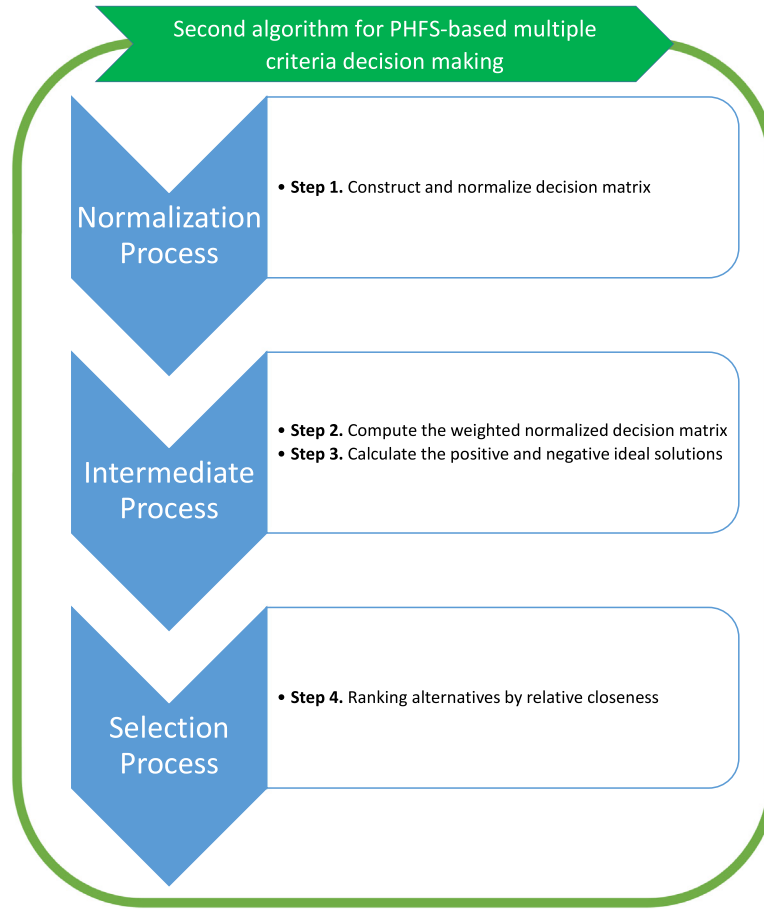 Second algorithm for PHFS-based multiple
criteria decision making
Normalization
Process
• Step 1. Construct and normalize decision matrix
Intermediate
Process
• Step 2. Compute the weighted normalized decision matrix
• Step 3. Calculate the positive and negative ideal solutions
Selection
Process
• Step 4. Ranking alternatives by relative closeness